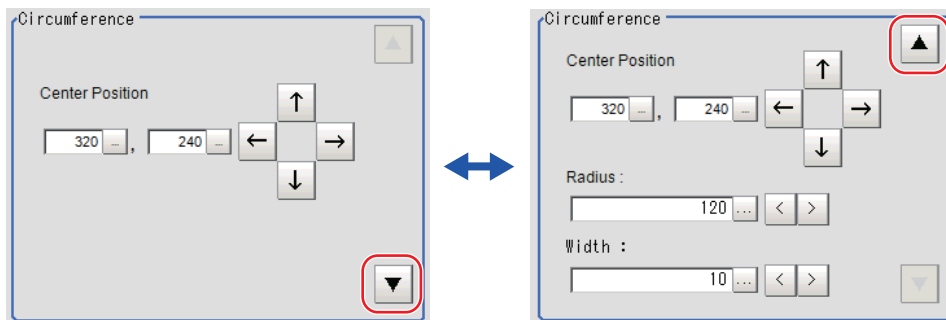 Circumference
▲
Center Position
↑
320 ... , 240 ... ← →
↓
▼
Circumference
▲
Center Position
↑
320 ... , 240 ... ← →
↓
Radius :
120 ... < >
Width :
10 ... < >
▼